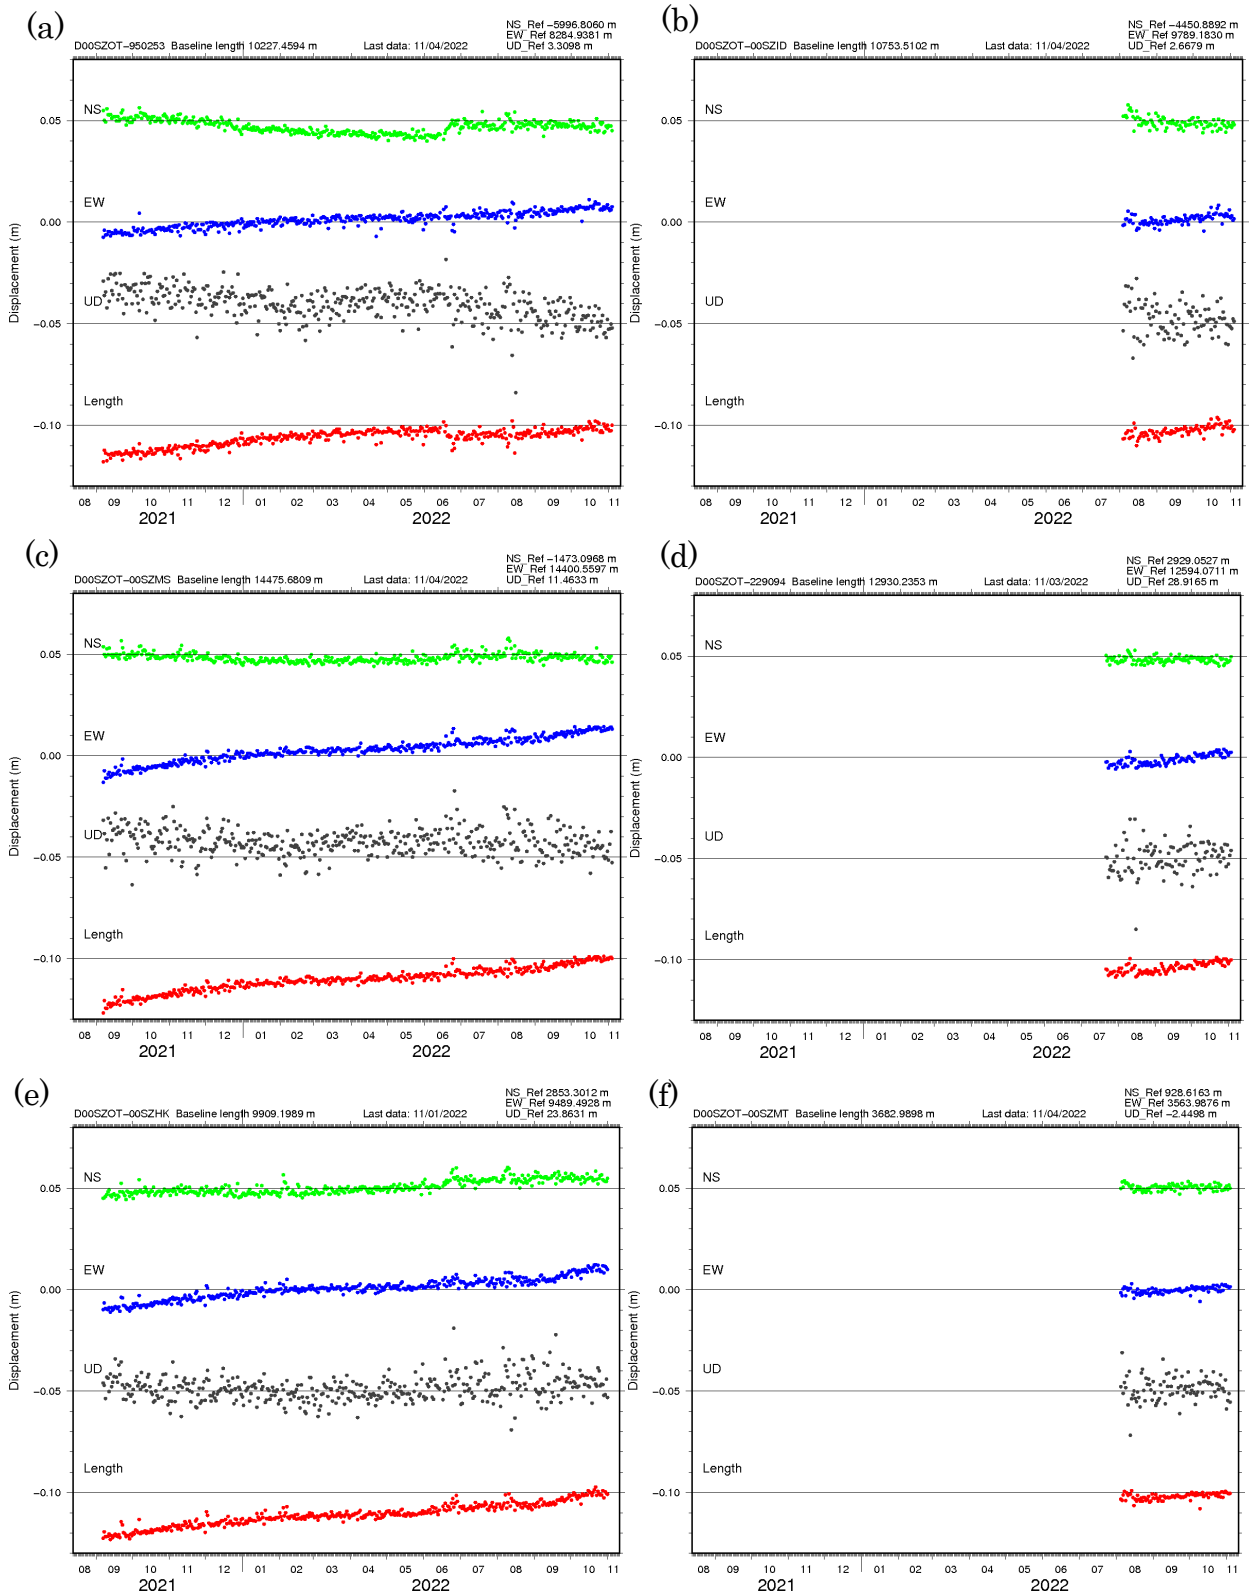 (a)
NS_Ref −5996.8060 m
EW_Ref 8284.9381 m
D00SZOT−950253 Baseline length 10227.4594 m Last data: 11/04/2022 UD_Ref 3.3098 m
NS
0.05
EW
0.00
UD
−0.05
Length
−0.10
Displacement (m)
08 09 10 11 12 01 02 03 04 05 06 07 08 09 10 11
2021 2022
(b)
NS_Ref −4450.8892 m
EW_Ref 9789.1830 m
D00SZOT−00SZID Baseline length 10753.5102 m Last data: 11/04/2022 UD_Ref 2.6679 m
NS
0.05
EW
0.00
UD
−0.05
Length
−0.10
Displacement (m)
08 09 10 11 12 01 02 03 04 05 06 07 08 09 10 11
2021 2022
(c)
NS_Ref −1473.0968 m
EW_Ref 14400.5597 m
D00SZOT−00SZMS Baseline length 14475.6809 m Last data: 11/04/2022 UD_Ref 11.4633 m
NS
0.05
EW
0.00
UD
−0.05
Length
−0.10
Displacement (m)
08 09 10 11 12 01 02 03 04 05 06 07 08 09 10 11
2021 2022
(d)
NS_Ref 2929.0527 m
EW_Ref 12594.0711 m
D00SZOT−229094 Baseline length 12930.2353 m Last data: 11/03/2022 UD_Ref 28.9165 m
NS
0.05
EW
0.00
UD
−0.05
Length
−0.10
Displacement (m)
08 09 10 11 12 01 02 03 04 05 06 07 08 09 10 11
2021 2022
(e)
NS_Ref 2853.3012 m
EW_Ref 9489.4928 m
D00SZOT−00SZHK Baseline length 9909.1989 m Last data: 11/01/2022 UD_Ref 23.8631 m
NS
0.05
EW
0.00
UD
−0.05
Length
−0.10
Displacement (m)
08 09 10 11 12 01 02 03 04 05 06 07 08 09 10 11
2021 2022
(f)
NS_Ref 928.6163 m
EW_Ref 3563.9876 m
D00SZOT−00SZMT Baseline length 3682.9898 m Last data: 11/04/2022 UD_Ref −2.4498 m
NS
0.05
EW
0.00
UD
−0.05
Length
−0.10
Displacement (m)
08 09 10 11 12 01 02 03 04 05 06 07 08 09 10 11
2021 2022